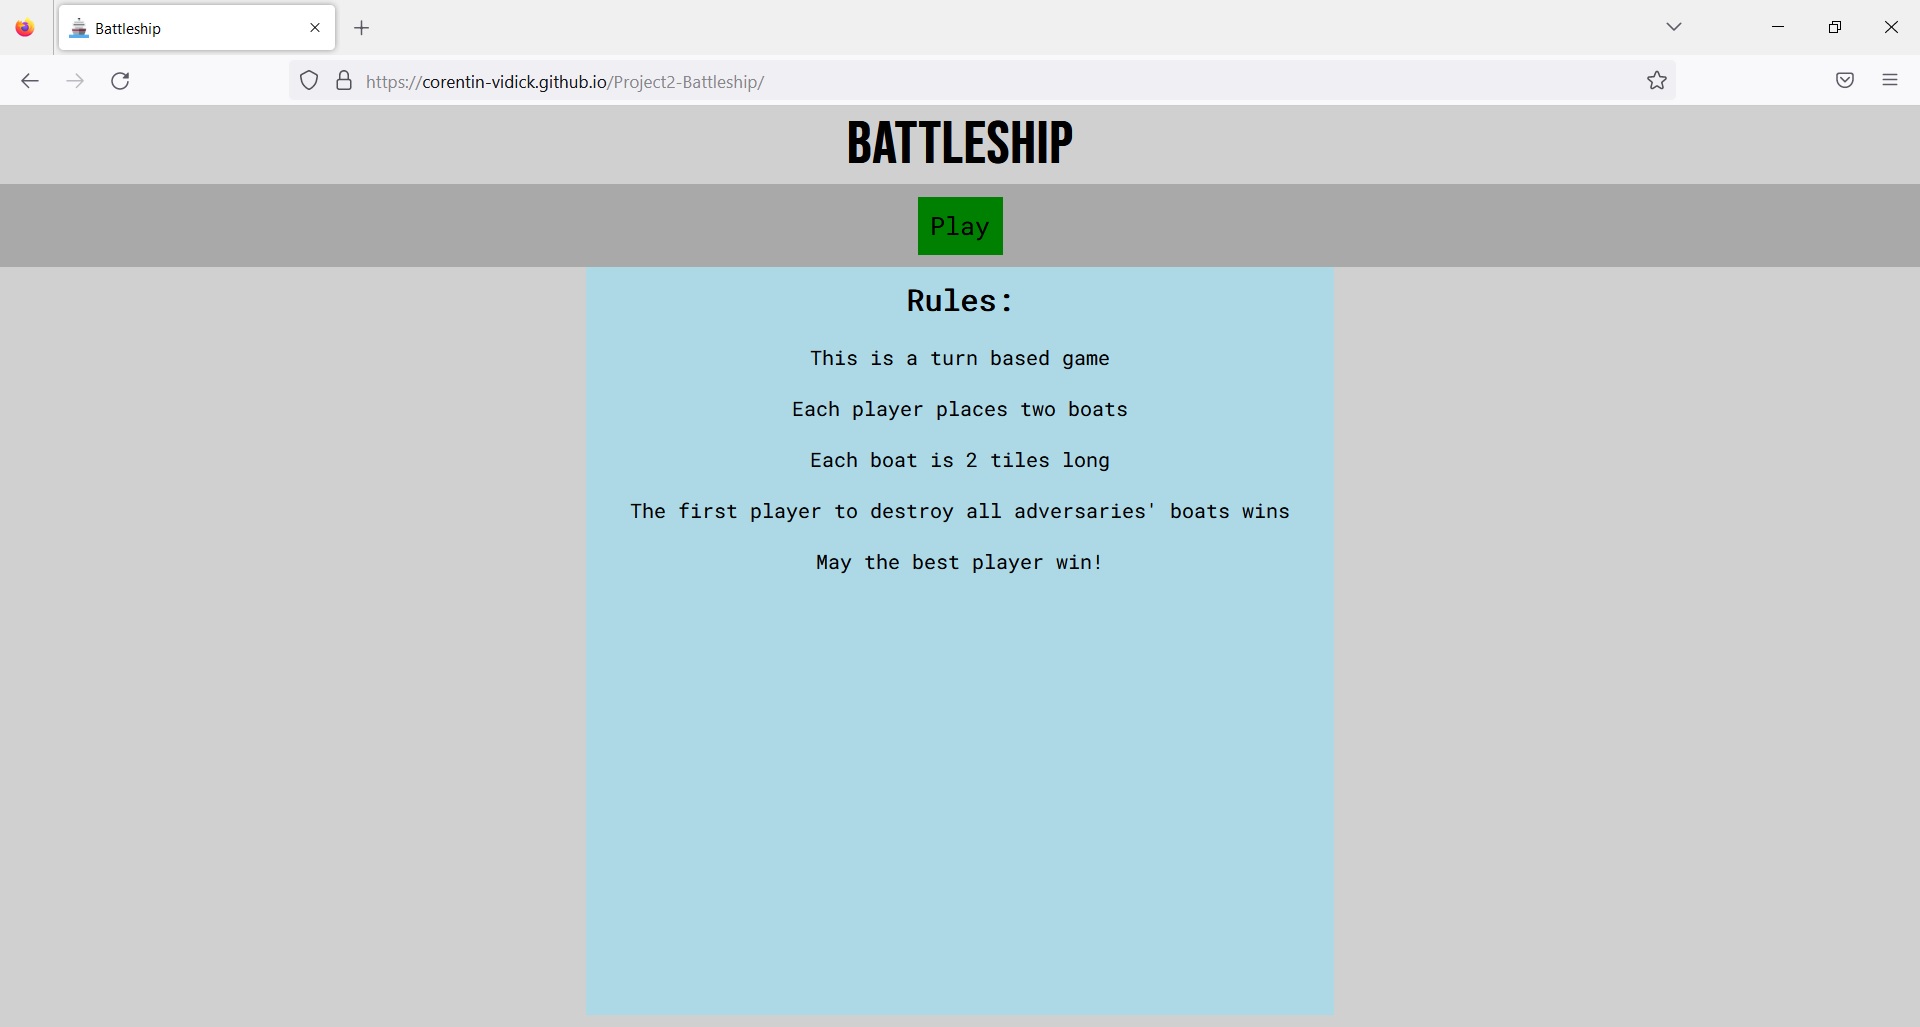 Battleship
https://corentin-vidick.github.io/Project2-Battleship/
BATTLESHIP
Play
Rules:
This is a turn based game
Each player places two boats
Each boat is 2 tiles long
The first player to destroy all adversaries' boats wins
May the best player win!